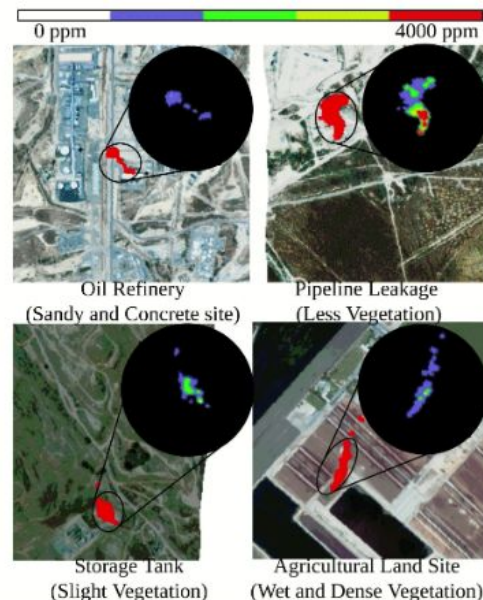 0 ppm 4000 ppm
Oil Refinery
(Sandy and Concrete site)
Pipeline Leakage
(Less Vegetation)
Storage Tank
(Slight Vegetation)
Agricultural Land Site
(Wet and Dense Vegetation)